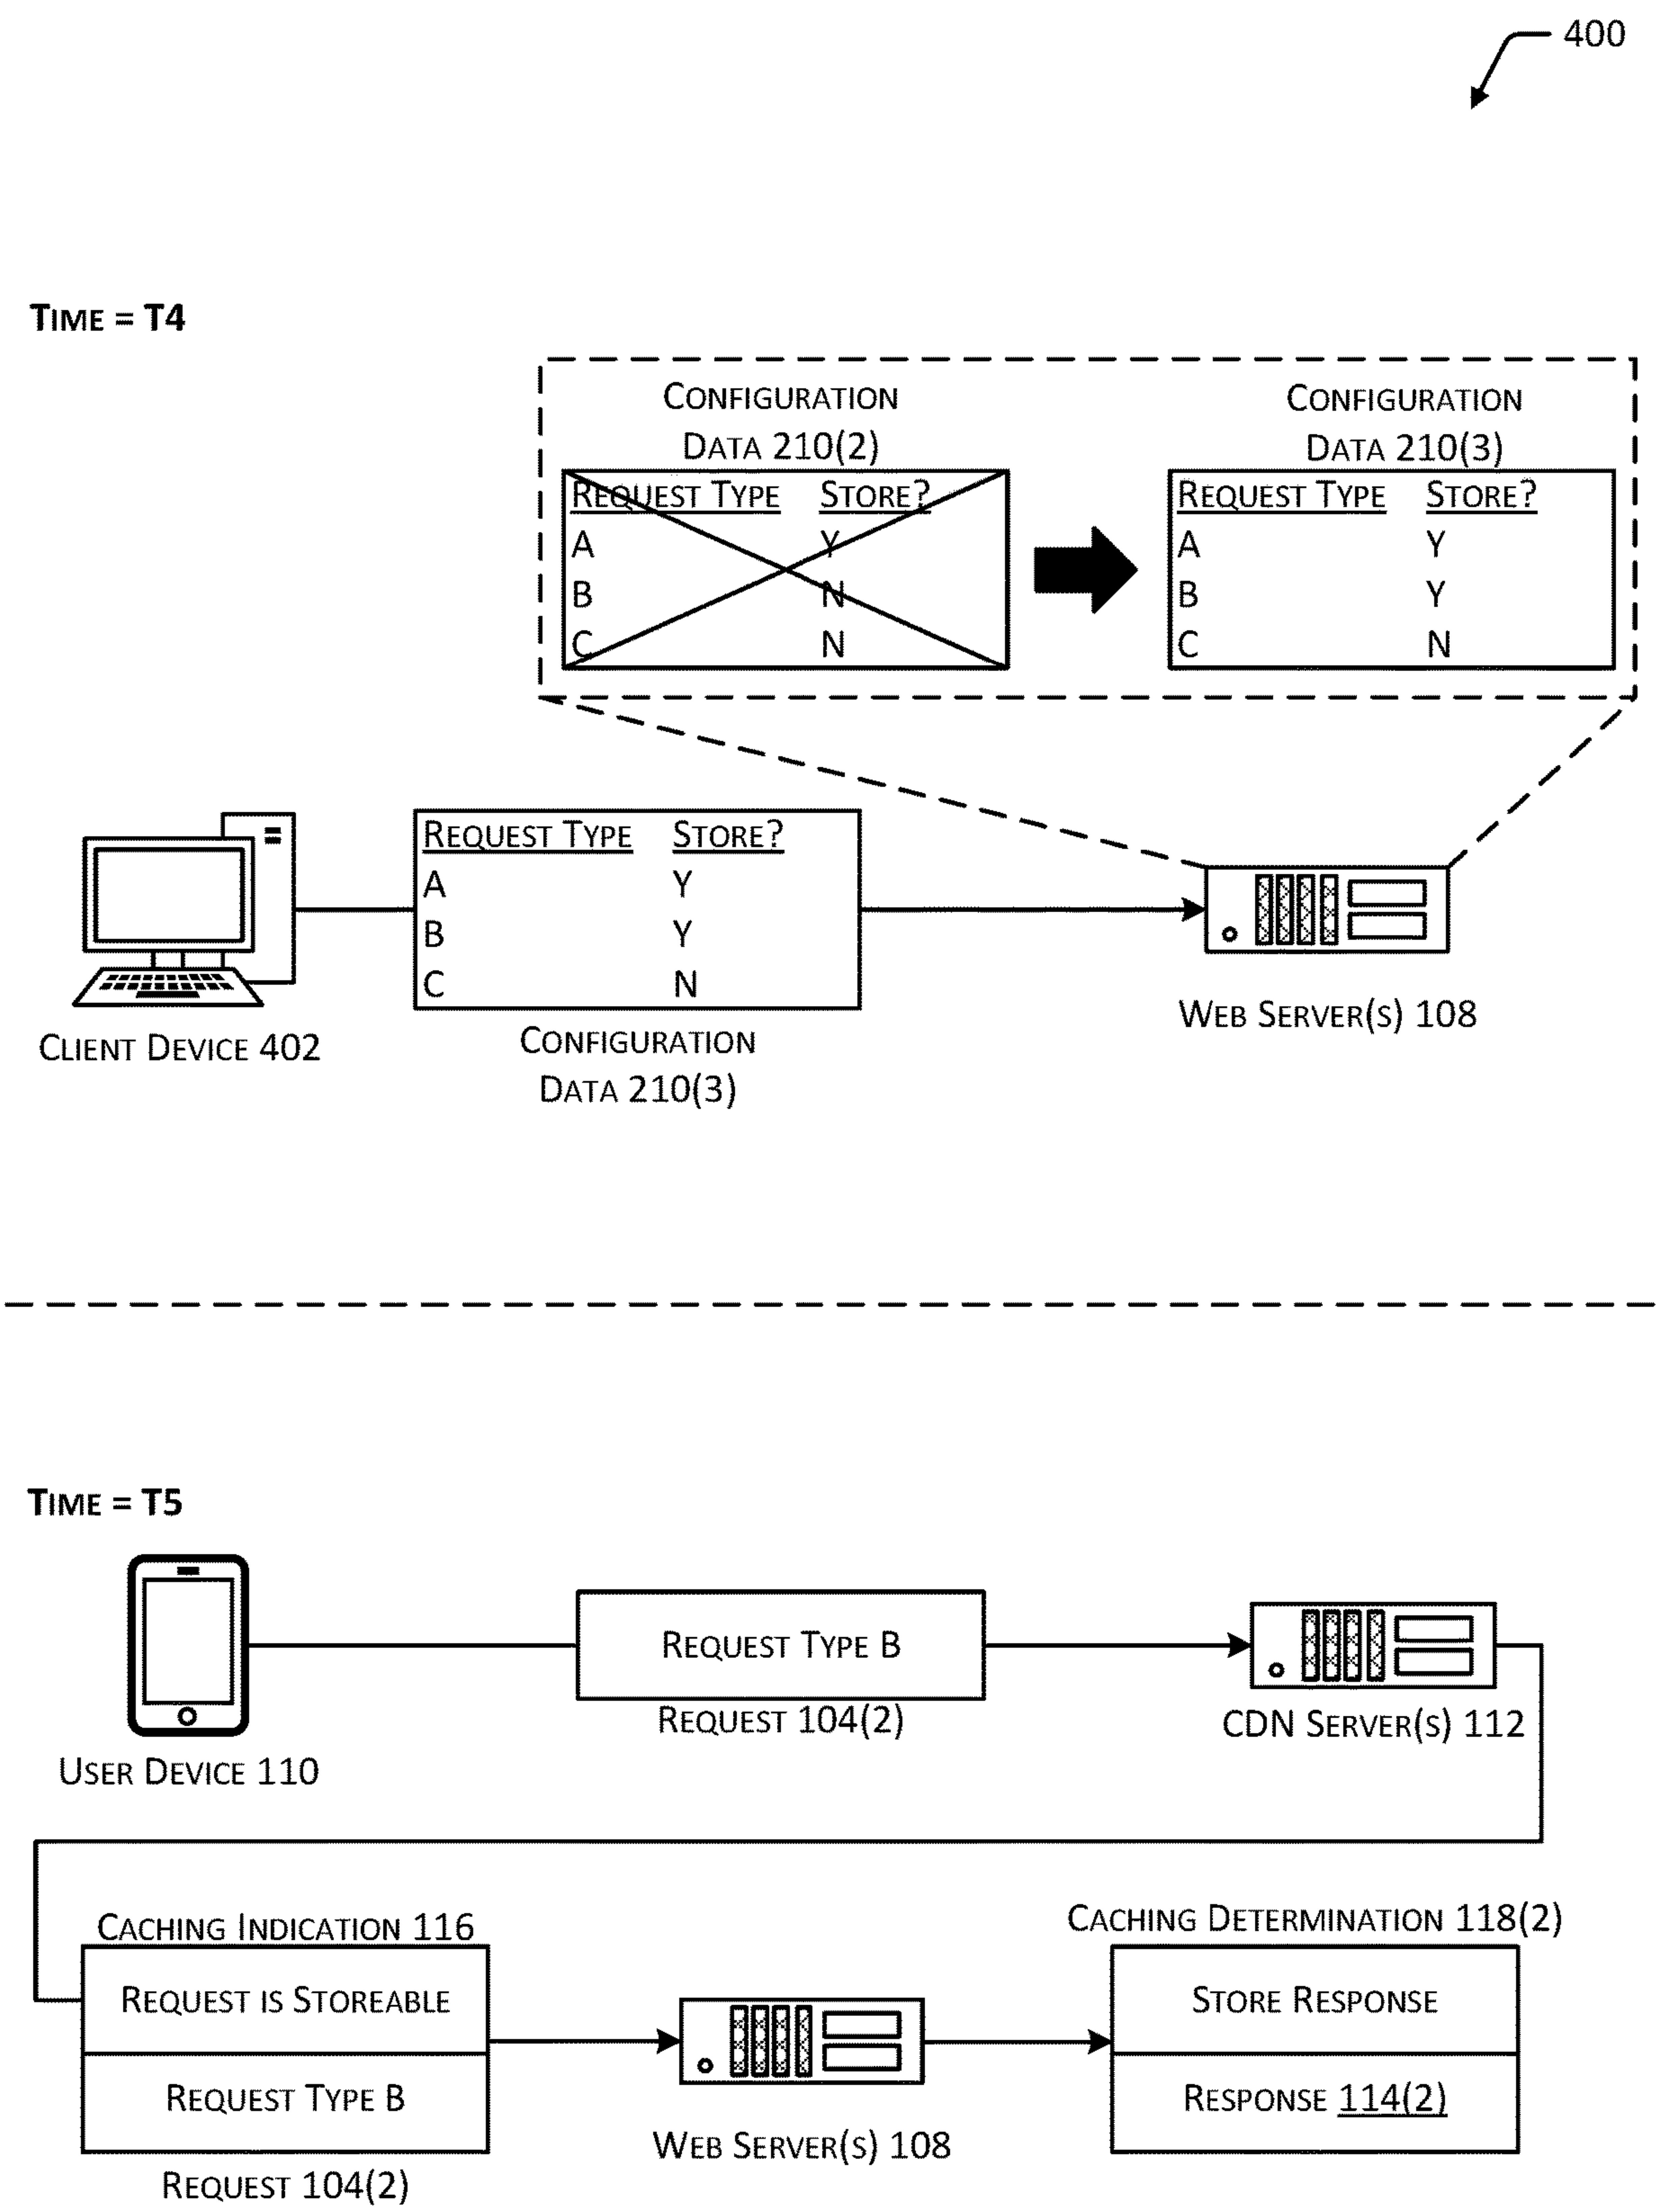 400
TIME = T4
CONFIGURATION
DATA 210(2)
CONFIGURATION
DATA 210(3)
REQUEST TYPE STORE?
A Y
B N
C N
REQUEST TYPE STORE?
A Y
B Y
C N
REQUEST TYPE STORE?
A Y
B Y
C N
CLIENT DEVICE 402
CONFIGURATION
DATA 210(3)
WEB SERVER(S) 108
TIME = T5
REQUEST TYPE B
REQUEST 104(2)
CDN SERVER(S) 112
USER DEVICE 110
CACHING INDICATION 116
REQUEST IS STOREABLE
REQUEST TYPE B
REQUEST 104(2)
WEB SERVER(S) 108
CACHING DETERMINATION 118(2)
STORE RESPONSE
RESPONSE 114(2)